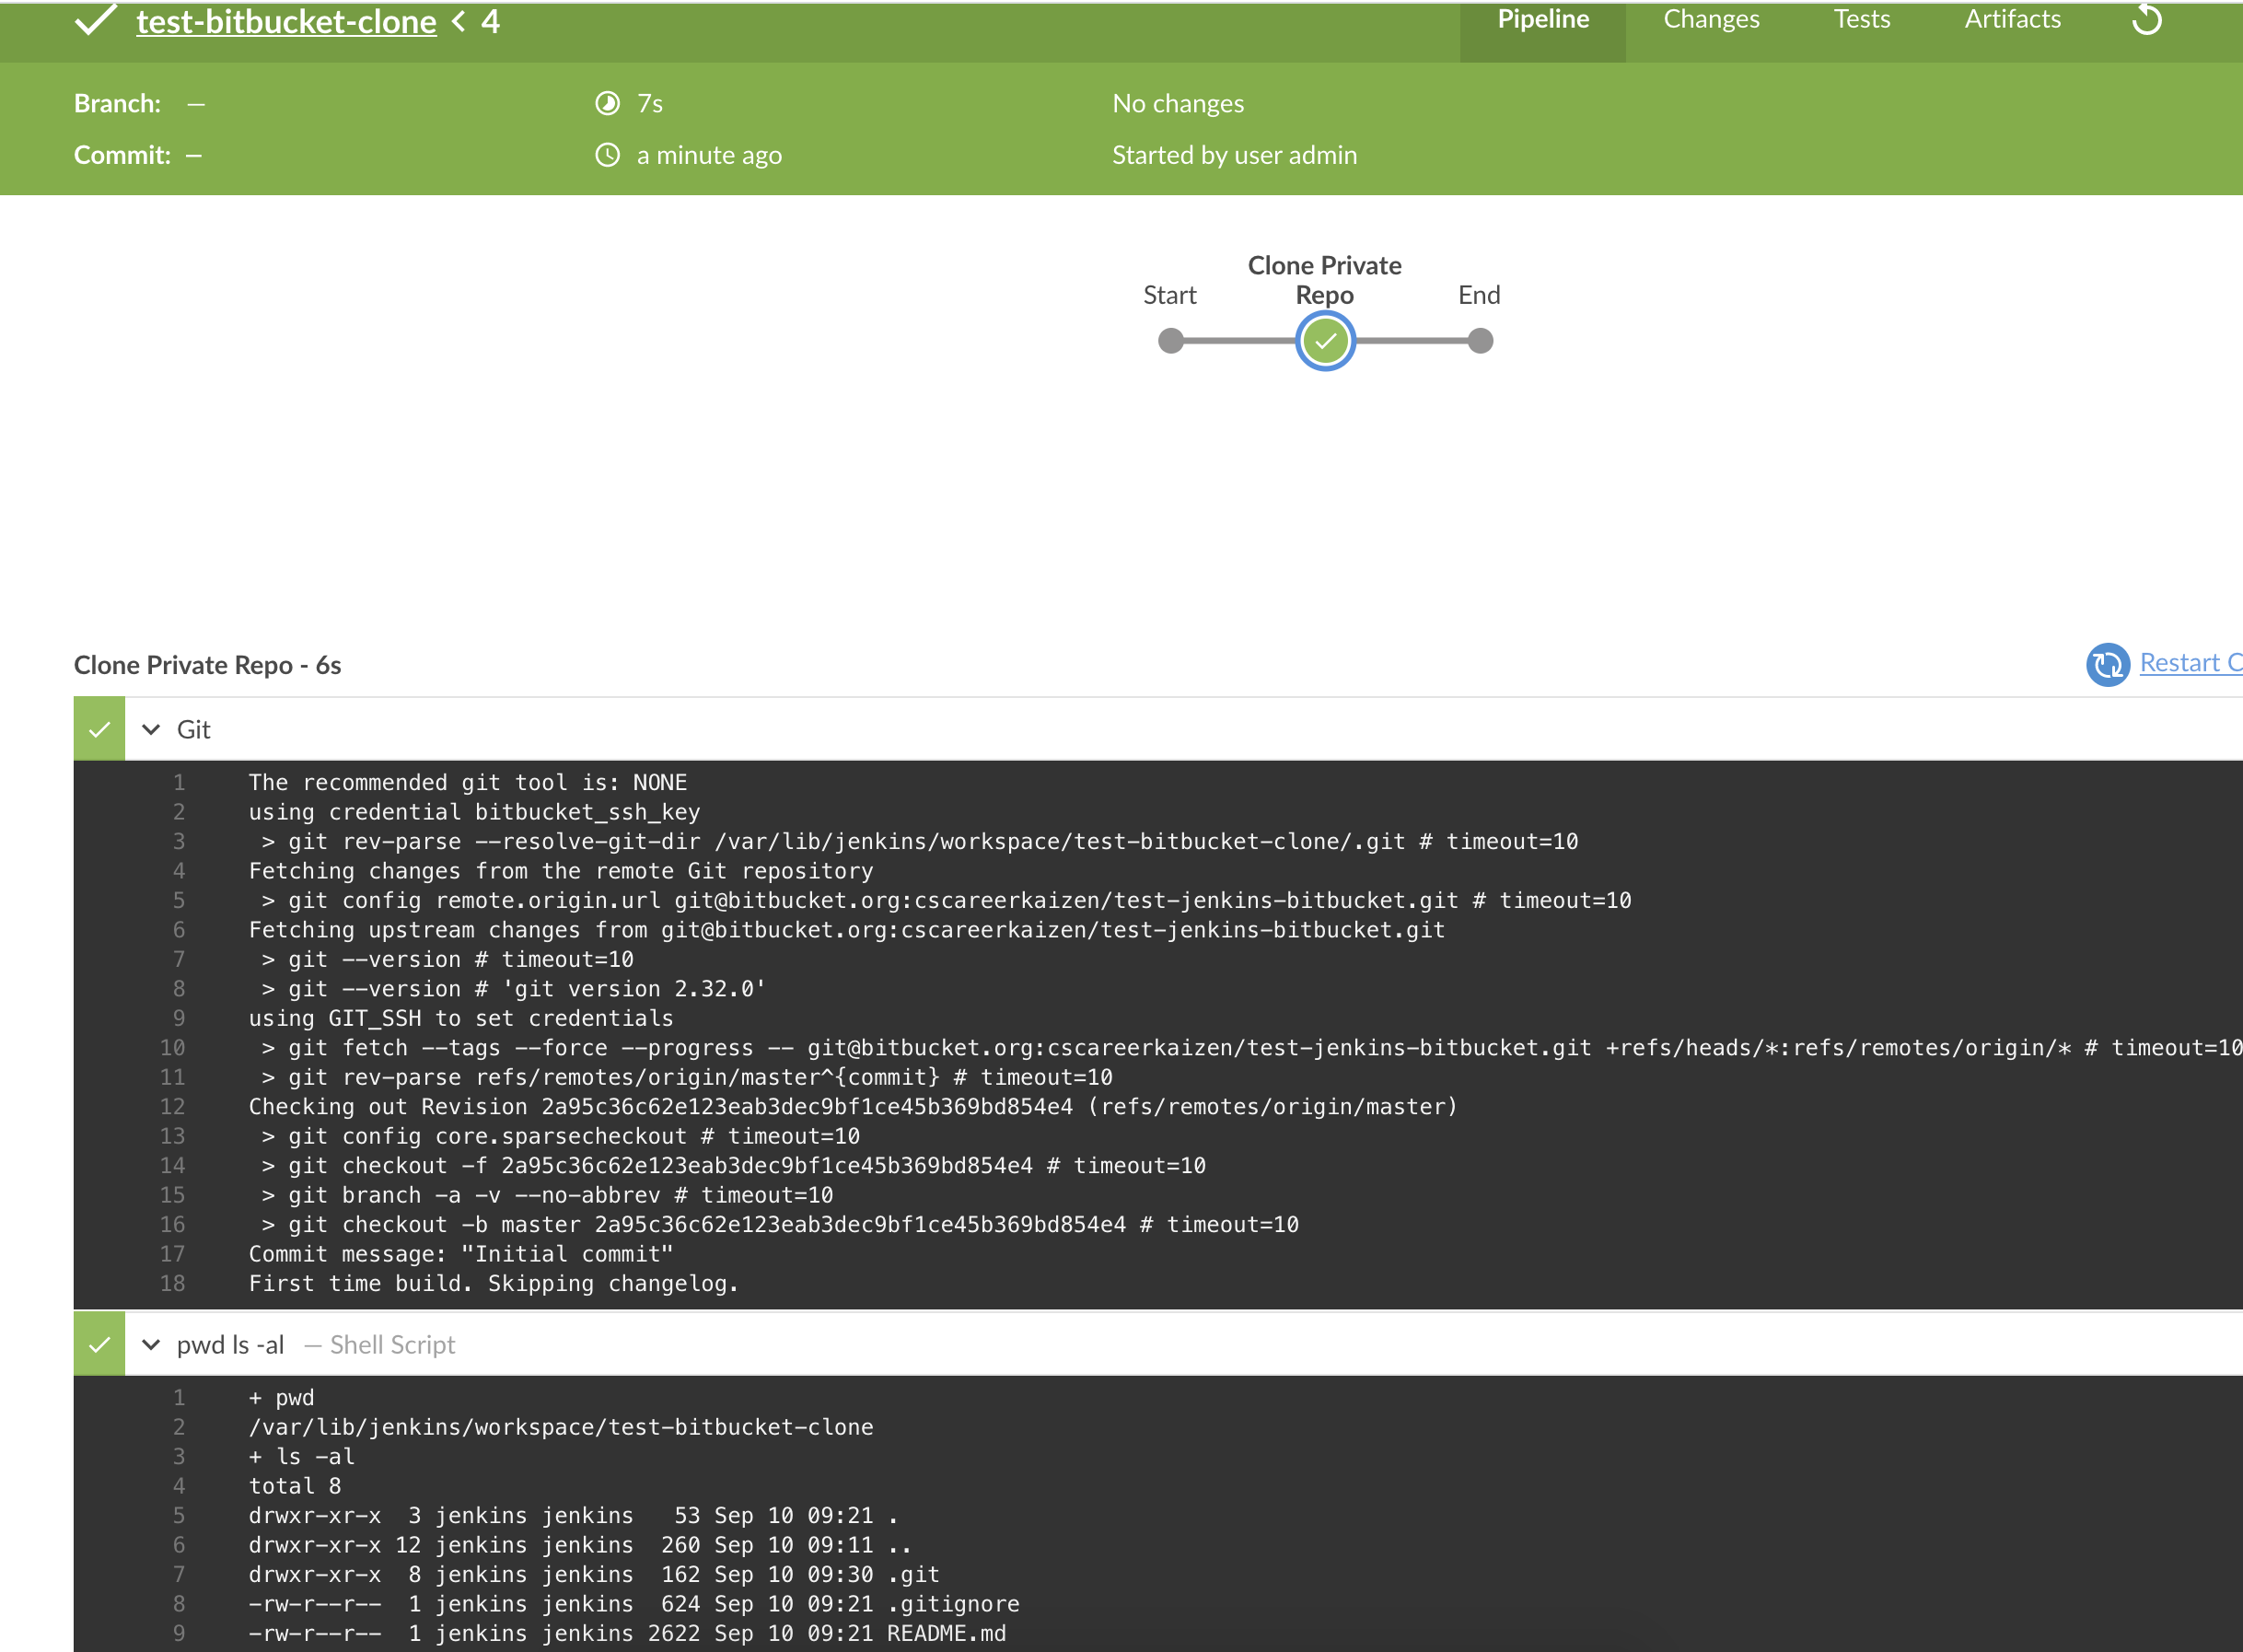 test-bitbucket-clone < 4
Pipeline Changes Tests Artifacts
Branch: — 7s No changes
Commit: — a minute ago Started by user admin
Start Clone Private Repo End
Clone Private Repo - 6s
Restart C
Git
1 The recommended git tool is: NONE
2 using credential bitbucket_ssh_key
3 > git rev-parse --resolve-git-dir /var/lib/jenkins/workspace/test-bitbucket-clone/.git # timeout=10
4 Fetching changes from the remote Git repository
5 > git config remote.origin.url git@bitbucket.org:cscareerkaizen/test-jenkins-bitbucket.git # timeout=10
6 Fetching upstream changes from git@bitbucket.org:cscareerkaizen/test-jenkins-bitbucket.git
7 > git --version # timeout=10
8 > git --version # 'git version 2.32.0'
9 using GIT_SSH to set credentials
10 > git fetch --tags --force --progress -- git@bitbucket.org:cscareerkaizen/test-jenkins-bitbucket.git +refs/heads/*:refs/remotes/origin/* # timeout=10
11 > git rev-parse refs/remotes/origin/master^{commit} # timeout=10
12 Checking out Revision 2a95c36c62e123eab3dec9bf1ce45b369bd854e4 (refs/remotes/origin/master)
13 > git config core.sparsecheckout # timeout=10
14 > git checkout -f 2a95c36c62e123eab3dec9bf1ce45b369bd854e4 # timeout=10
15 > git branch -a -v --no-abbrev # timeout=10
16 > git checkout -b master 2a95c36c62e123eab3dec9bf1ce45b369bd854e4 # timeout=10
17 Commit message: "Initial commit"
18 First time build. Skipping changelog.
pwd ls -al — Shell Script
1 + pwd
2 /var/lib/jenkins/workspace/test-bitbucket-clone
3 + ls -al
4 total 8
5 drwxr-xr-x 3 jenkins jenkins 53 Sep 10 09:21 .
6 drwxr-xr-x 12 jenkins jenkins 260 Sep 10 09:11 ..
7 drwxr-xr-x 8 jenkins jenkins 162 Sep 10 09:30 .git
8 -rw-r--r-- 1 jenkins jenkins 624 Sep 10 09:21 .gitignore
9 -rw-r--r-- 1 jenkins jenkins 2622 Sep 10 09:21 README.md